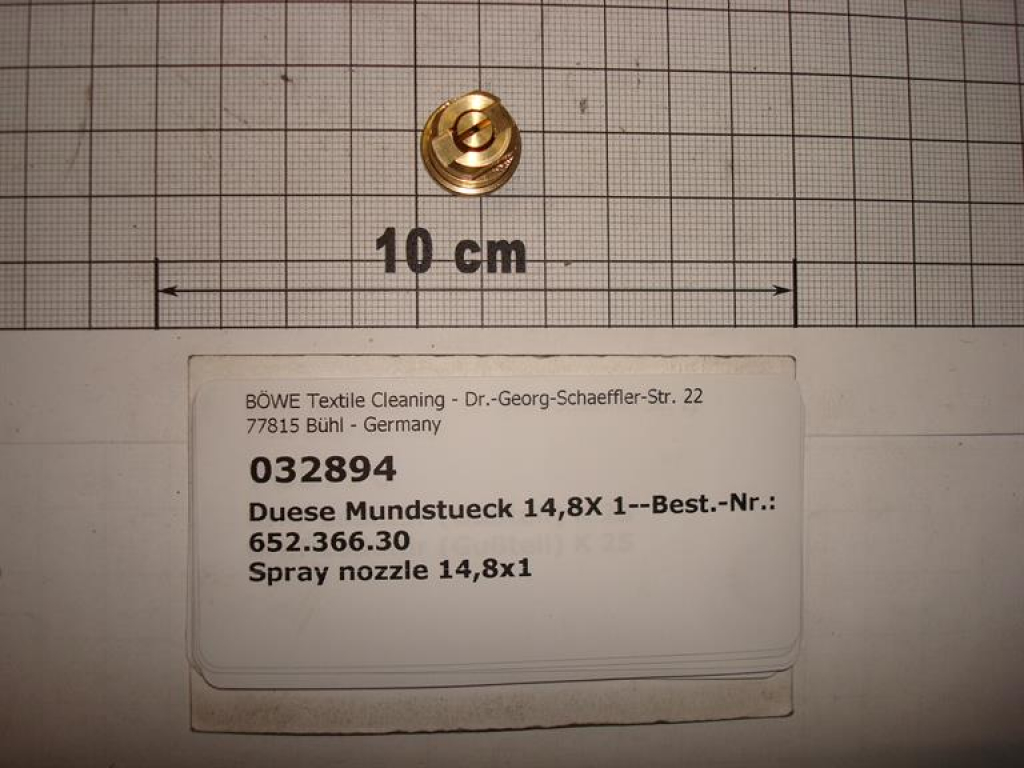 10 cm
BÖWE Textile Cleaning - Dr.-Georg-Schaeffler-Str. 22
77815 Bühl - Germany
032894
Duese Mundstueck 14,8X 1--Best.-Nr.:
652.366.30
Spray nozzle 14,8x1